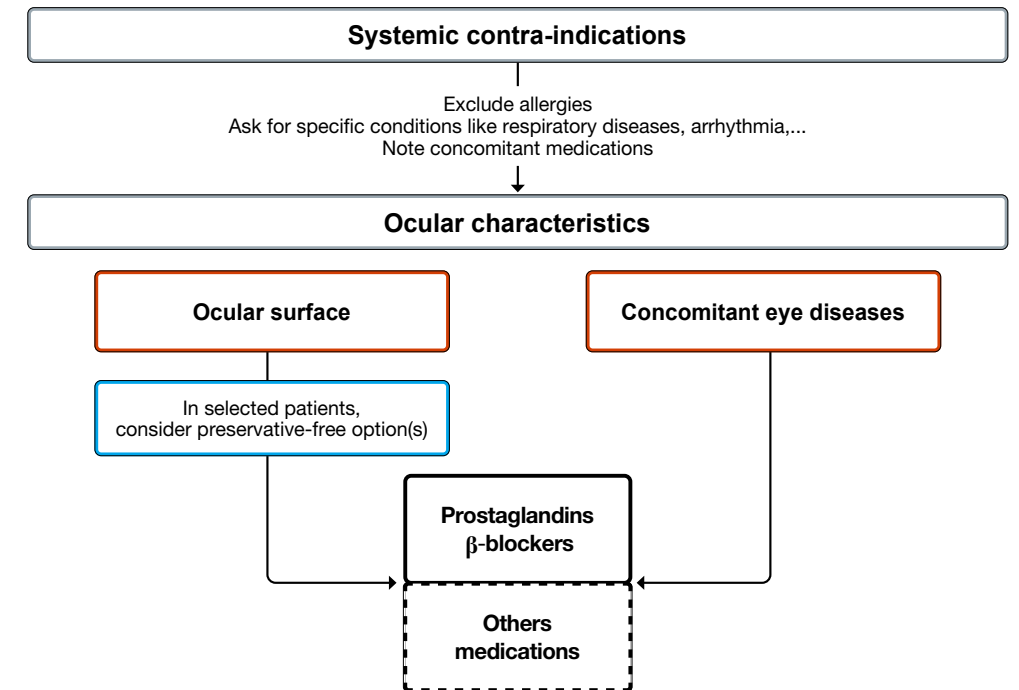 Systemic contra-indications
Exclude allergies
Ask for specific conditions like respiratory diseases, arrhythmia,...
Note concomitant medications
Ocular characteristics
Ocular surface
Concomitant eye diseases
In selected patients,
consider preservative-free option(s)
Prostaglandins
β-blockers
Others
medications